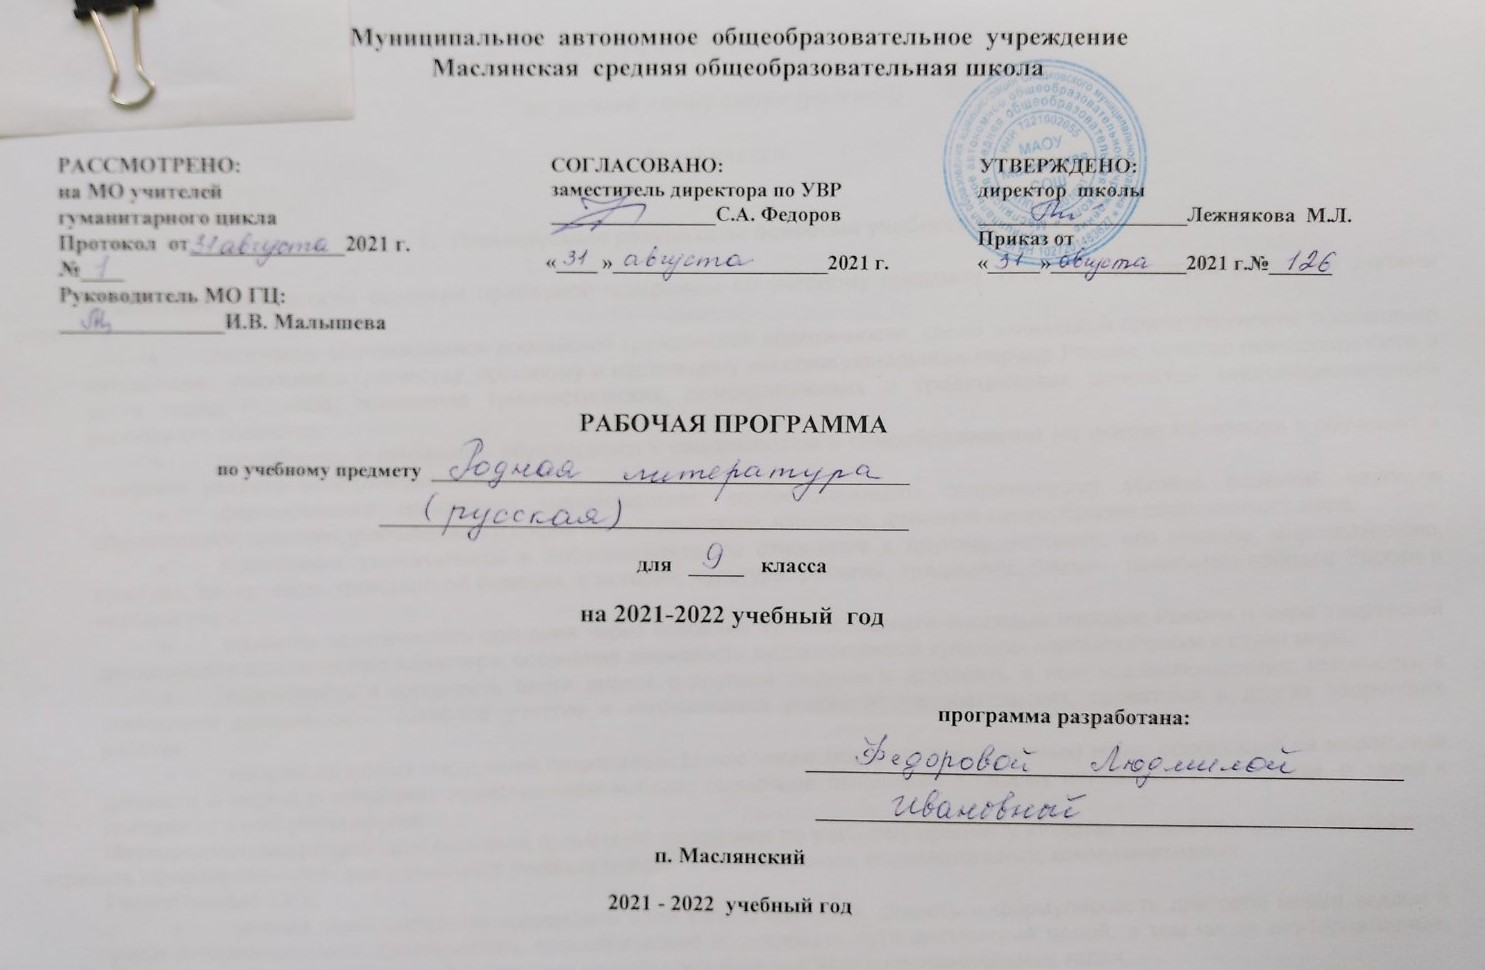 Муниципальное автономное общеобразовательное учреждение
Маслянская средняя общеобразовательная школа
РАССМОТРЕНО:
на МО учителей
гуманитарного цикла
Протокол от 31 августа 2021 г.
№ 1
Руководитель МО ГЦ:
И.В. Малышева
СОГЛАСОВАНО:
заместитель директора по УВР
С.А. Федоров
« 31 » августа 2021 г.
УТВЕРЖДЕНО:
директор школы
Лежнякова М.Л.
Приказ от
« 31 » августа 2021 г.№ 126
МАОУ
СОШ
РАБОЧАЯ ПРОГРАММА
по учебному предмету Родная литература
(русская)
для 9 класса
на 2021-2022 учебный год
программа разработана:
Федоровой Людмилой
Ивановный
п. Маслянский
2021 - 2022 учебный год